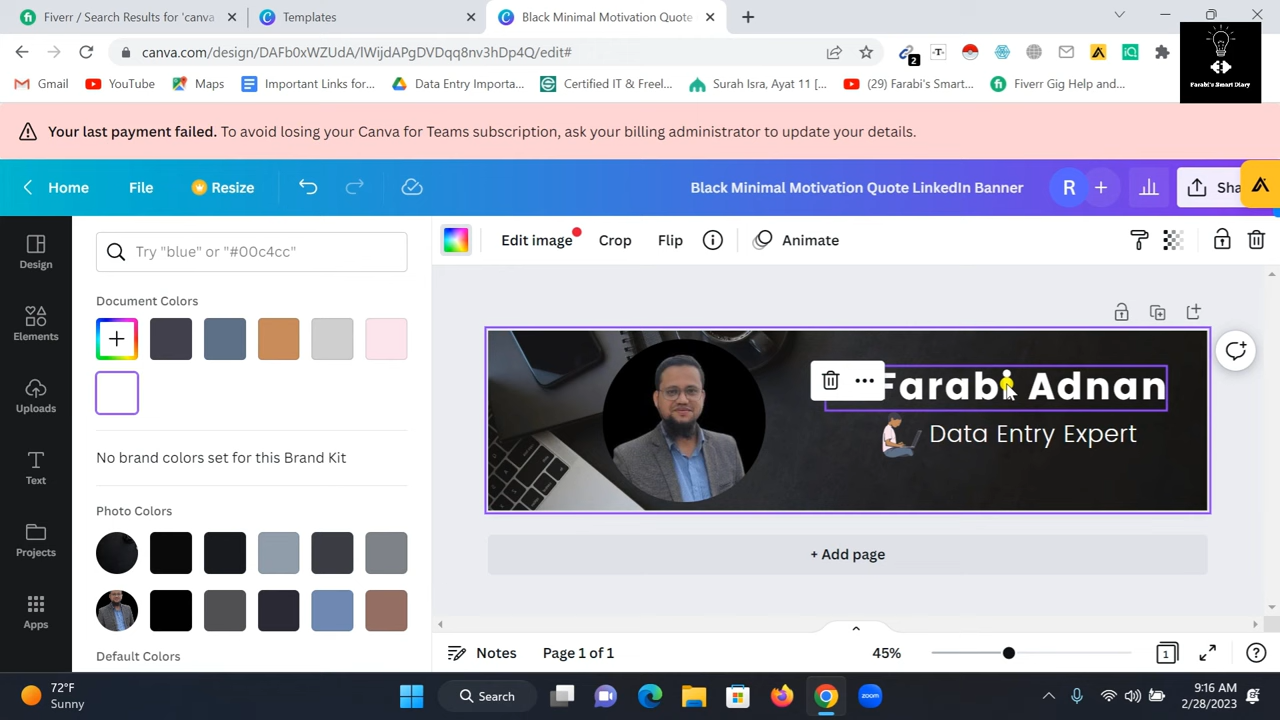 Fiverr / Search Results for 'canva
Templates
Black Minimal Motivation Quote
canva.com/design/DAFb0xWZUdA/lWijdAPgDVDqq8nv3hDp4Q/edit#
2
-T-
Gmail
YouTube
Maps
Important Links for...
Data Entry Importa...
Certified IT & Freel...
Surah Isra, Ayat 11 [...
(29) Farabi's Smart...
Fiverr Gig Help and...
Farabi's Smart Diary
Your last payment failed. To avoid losing your Canva for Teams subscription, ask your billing administrator to update your details.
Home
File
Resize
Black Minimal Motivation Quote LinkedIn Banner
R
Sha
Design
Elements
Uploads
Text
Projects
Apps
Try "blue" or "#00c4cc"
Edit image
Crop
Flip
Animate
Document Colors
No brand colors set for this Brand Kit
Photo Colors
Default Colors
Farabi Adnan
Data Entry Expert
+ Add page
Notes
Page 1 of 1
45%
1
72°F
Sunny
Search
zoom
9:16 AM
2/28/2023